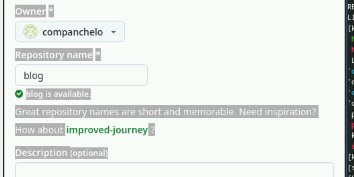 Owner *
companchelo
Repository name *
blog
blog is available.
Great repository names are short and memorable. Need inspiration?
How about improved-journey ?
Description (optional)